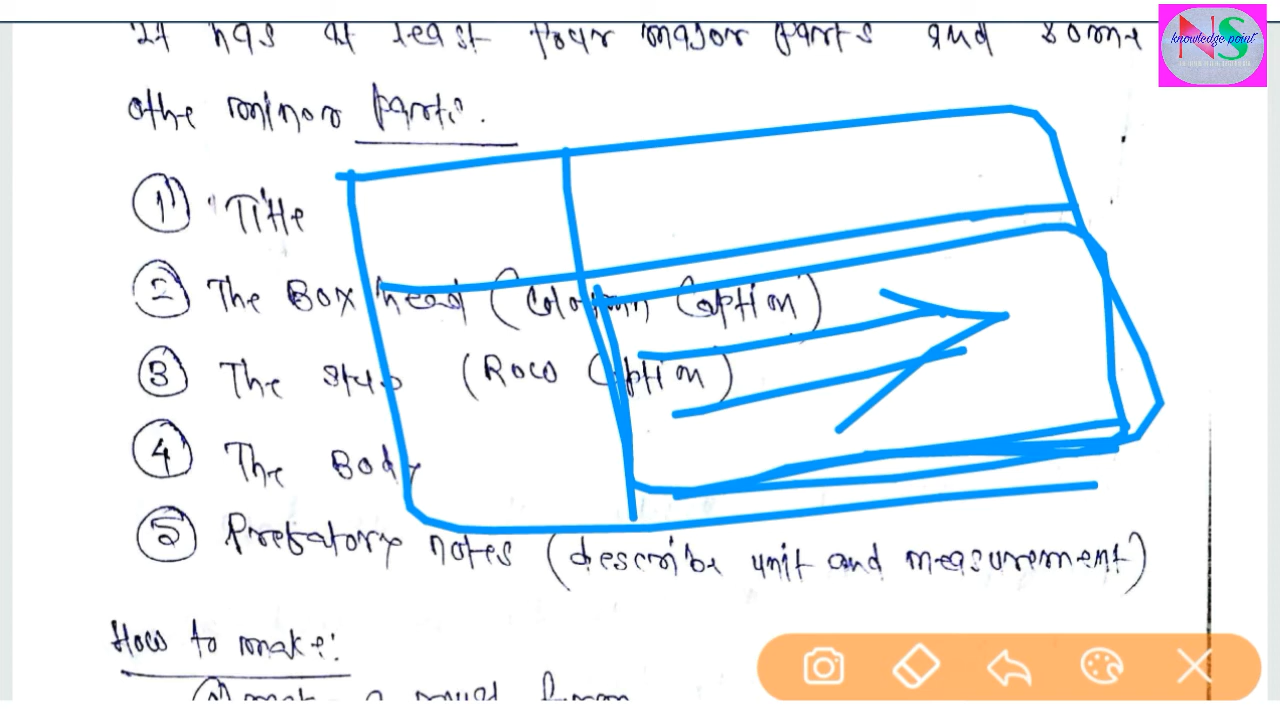 It has at least four major parts and some
othe minor parts.
① Title
② The Box head (Column Caption)
③ The stub (Row Caption)
④ The Body
⑤ Prefatory notes (describe unit and measurement)
How to make:
NS
knowledge point